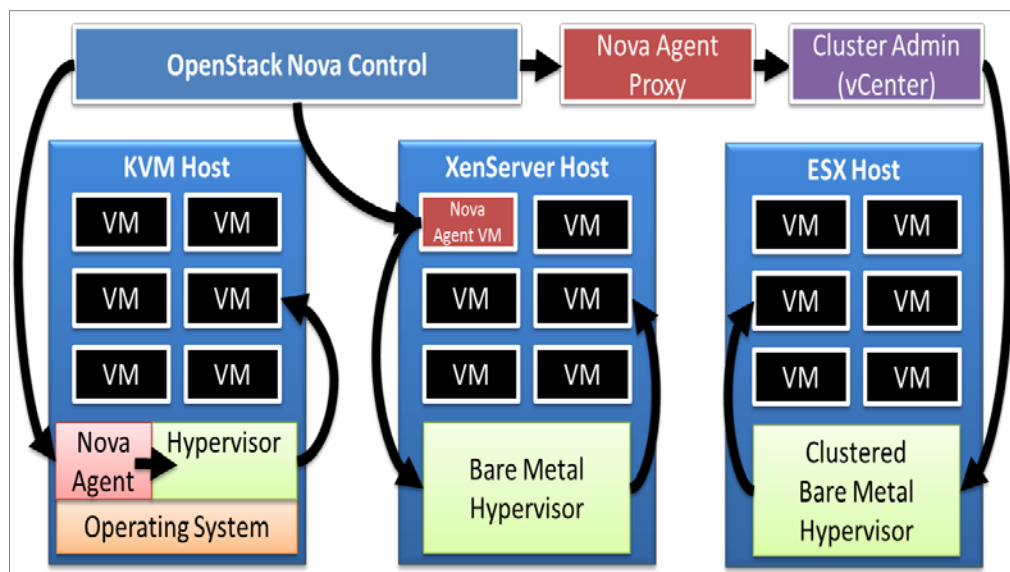 OpenStack Nova Control
Nova Agent
Proxy
Cluster Admin
(vCenter)
KVM Host
VM VM
VM VM
VM VM
Nova
Agent
Hypervisor
Operating System
XenServer Host
Nova
Agent VM
VM
VM VM
VM VM
Bare Metal
Hypervisor
ESX Host
VM VM
VM VM
VM VM
Clustered
Bare Metal
Hypervisor